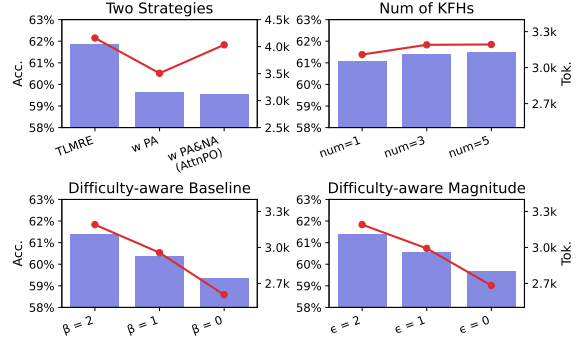 Two Strategies
Num of KFHs
63%
62%
61%
60%
59%
58%
Acc.
4.5k
4.0k
3.5k
3.0k
2.5k
TLMRE
w PA
w PA&NA
(AttnPO)
63%
62%
61%
60%
59%
58%
3.3k
3.0k
2.7k
Tok.
num=1
num=3
num=5
Difficulty-aware Baseline
Difficulty-aware Magnitude
63%
62%
61%
60%
59%
58%
Acc.
3.3k
3.0k
2.7k
β = 2
β = 1
β = 0
63%
62%
61%
60%
59%
58%
3.3k
3.0k
2.7k
Tok.
ϵ = 2
ϵ = 1
ϵ = 0